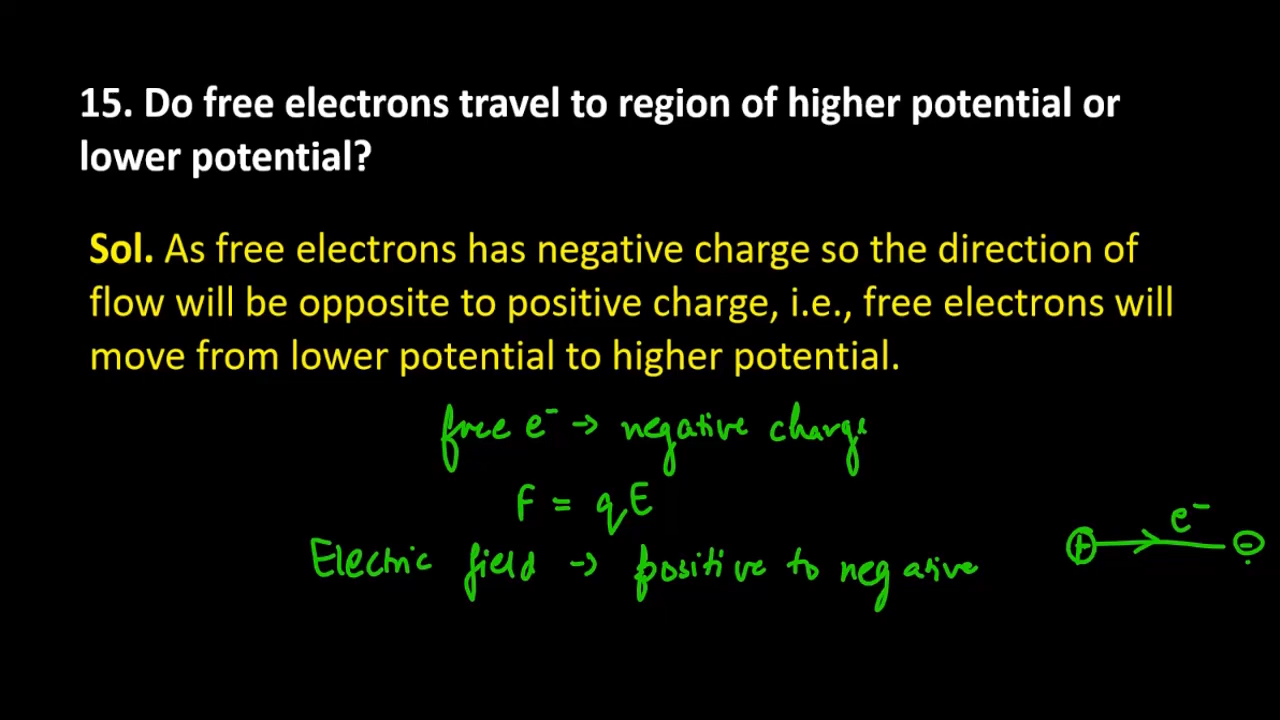 15. Do free electrons travel to region of higher potential or
lower potential?
Sol. As free electrons has negative charge so the direction of
flow will be opposite to positive charge, i.e., free electrons will
move from lower potential to higher potential.
free e⁻ → negative charge
F = qE
e⁻
+ -
Electric field → positive to negative